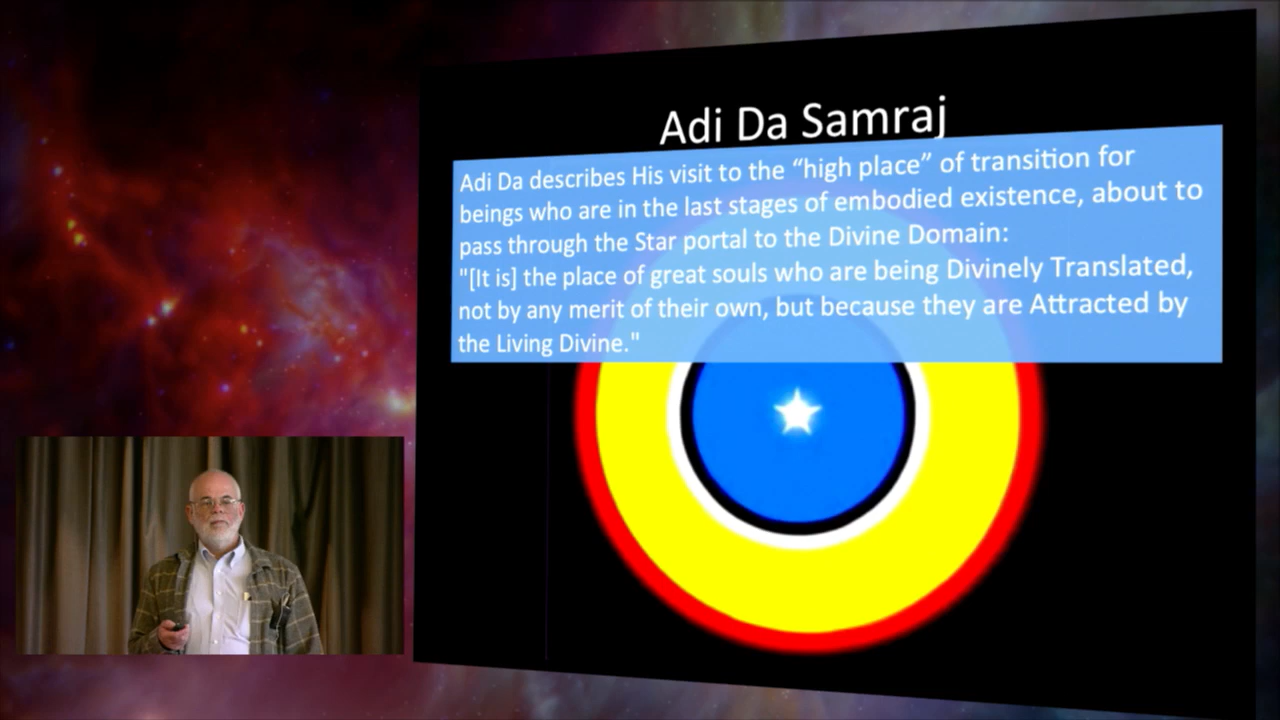 Adi Da Samraj
Adi Da describes His visit to the “high place” of transition for
beings who are in the last stages of embodied existence, about to
pass through the Star portal to the Divine Domain:
"[It is] the place of great souls who are being Divinely Translated,
not by any merit of their own, but because they are Attracted by
the Living Divine."